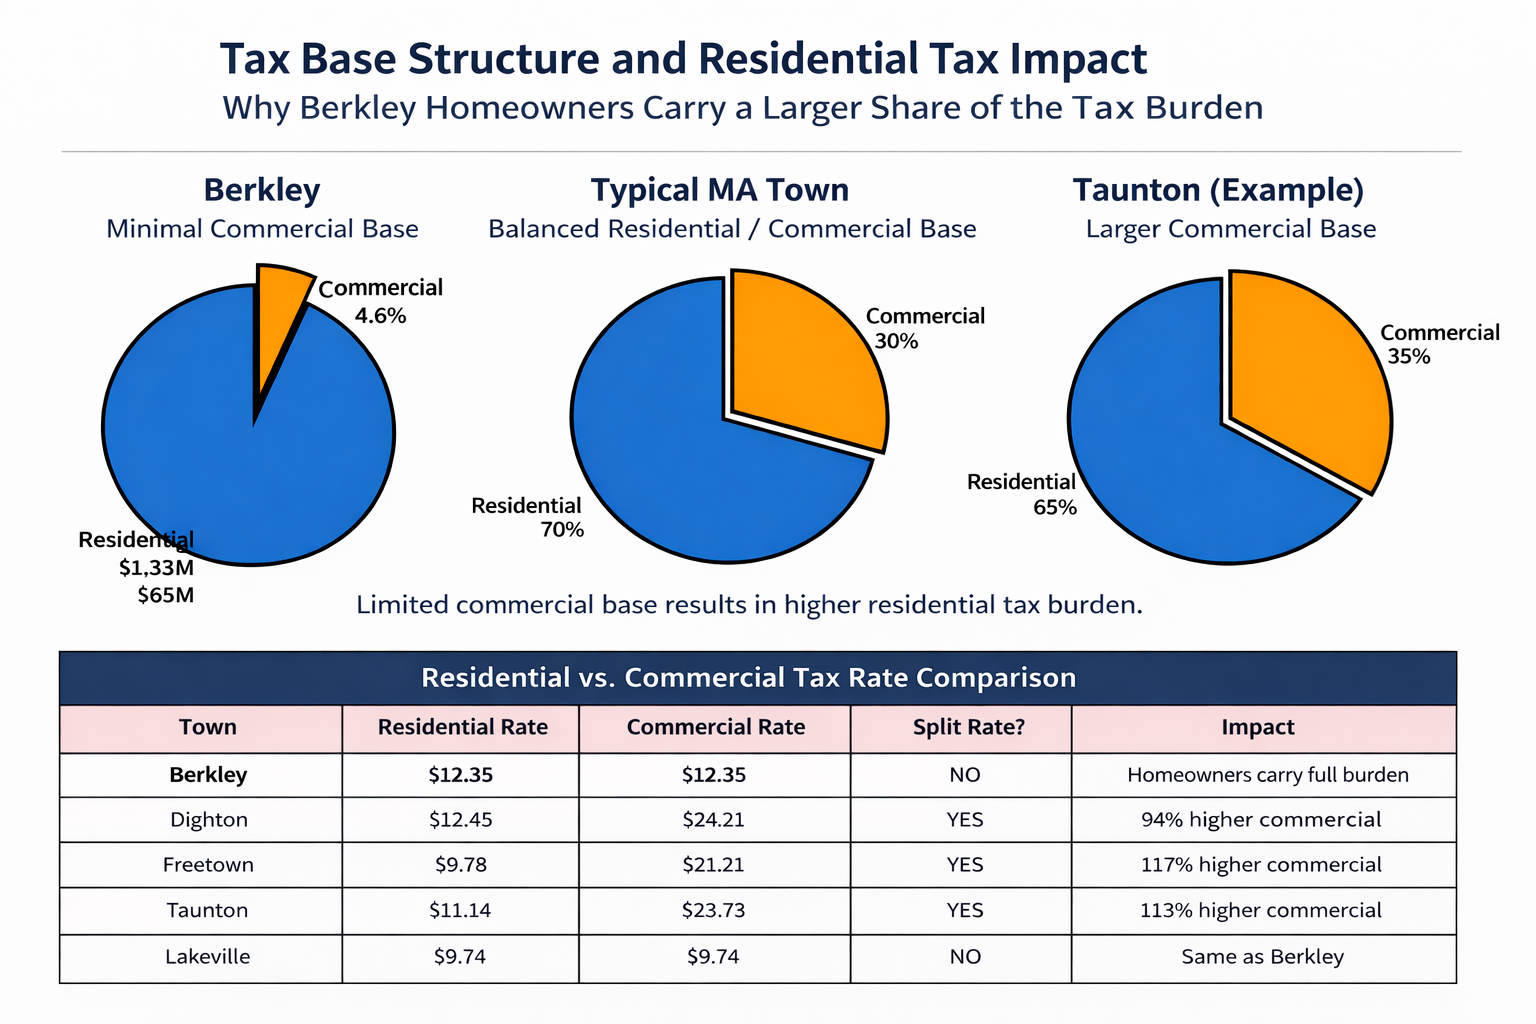 Tax Base Structure and Residential Tax Impact
Why Berkley Homeowners Carry a Larger Share of the Tax Burden
Berkley
Minimal Commercial Base
Commercial
4.6%
Residential
$1,33M
$65M
Typical MA Town
Balanced Residential / Commercial Base
Commercial
30%
Residential
70%
Taunton (Example)
Larger Commercial Base
Commercial
35%
Residential
65%
Limited commercial base results in higher residential tax burden.
Residential vs. Commercial Tax Rate Comparison
Town Residential Rate Commercial Rate Split Rate? Impact
Berkley $12.35 $12.35 NO Homeowners carry full burden
Dighton $12.45 $24.21 YES 94% higher commercial
Freetown $9.78 $21.21 YES 117% higher commercial
Taunton $11.14 $23.73 YES 113% higher commercial
Lakeville $9.74 $9.74 NO Same as Berkley